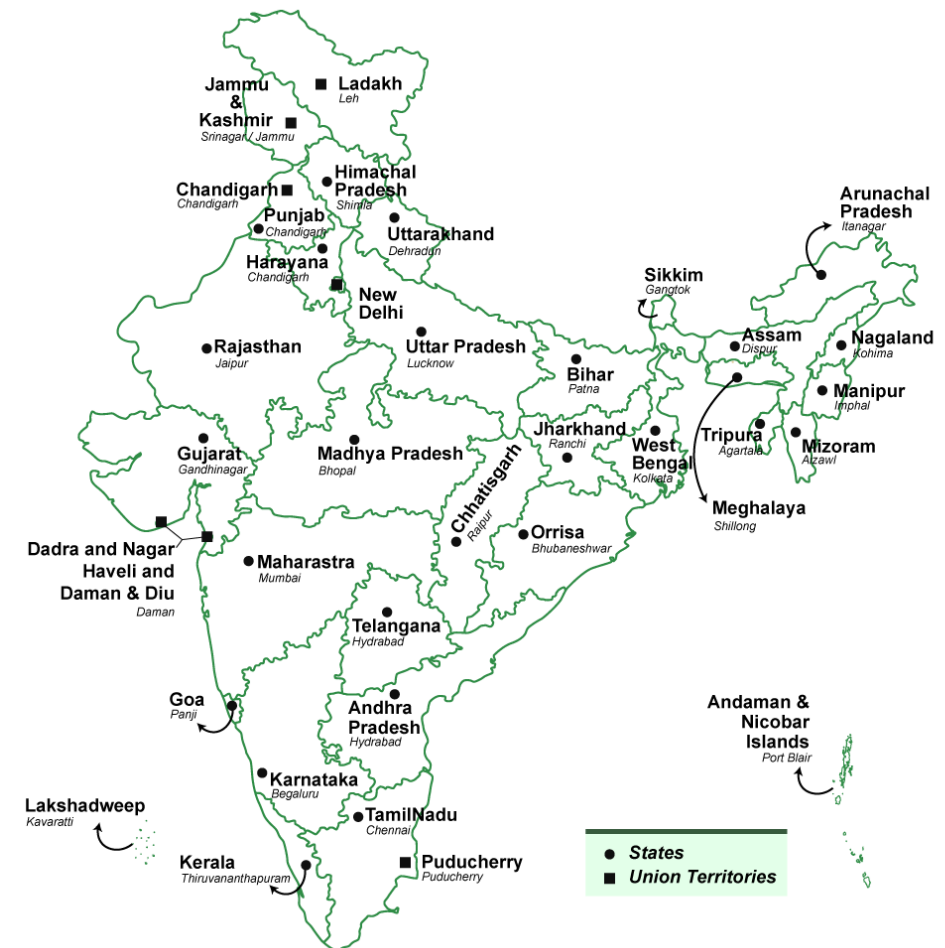 Jammu
&
Kashmir
Srinagar / Jammu
Ladakh
Leh
Himachal
Pradesh
Shimla
Chandigarh
Chandigarh
Punjab
Chandigarh
Uttarakhand
Dehradun
Harayana
Chandigarh
New
Delhi
Arunachal
Pradesh
Itanagar
Sikkim
Gangtok
Rajasthan
Jaipur
Uttar Pradesh
Lucknow
Bihar
Patna
Assam
Dispur
Nagaland
Kohima
Manipur
Imphal
Gujarat
Gandhinagar
Madhya Pradesh
Bhopal
Jharkhand
Ranchi
West
Bengal
Kolkata
Tripura
Agartala
Mizoram
Aizawl
Chhatisgarh
Raipur
Meghalaya
Shillong
Orrisa
Bhubaneshwar
Dadra and Nagar
Haveli and
Daman & Diu
Daman
Maharastra
Mumbai
Telangana
Hydrabad
Goa
Panji
Andhra
Pradesh
Hydrabad
Andaman &
Nicobar
Islands
Port Blair
Karnataka
Begaluru
Lakshadweep
Kavaratti
TamilNadu
Chennai
Kerala
Thiruvananthapuram
Puducherry
Puducherry
States
Union Territories